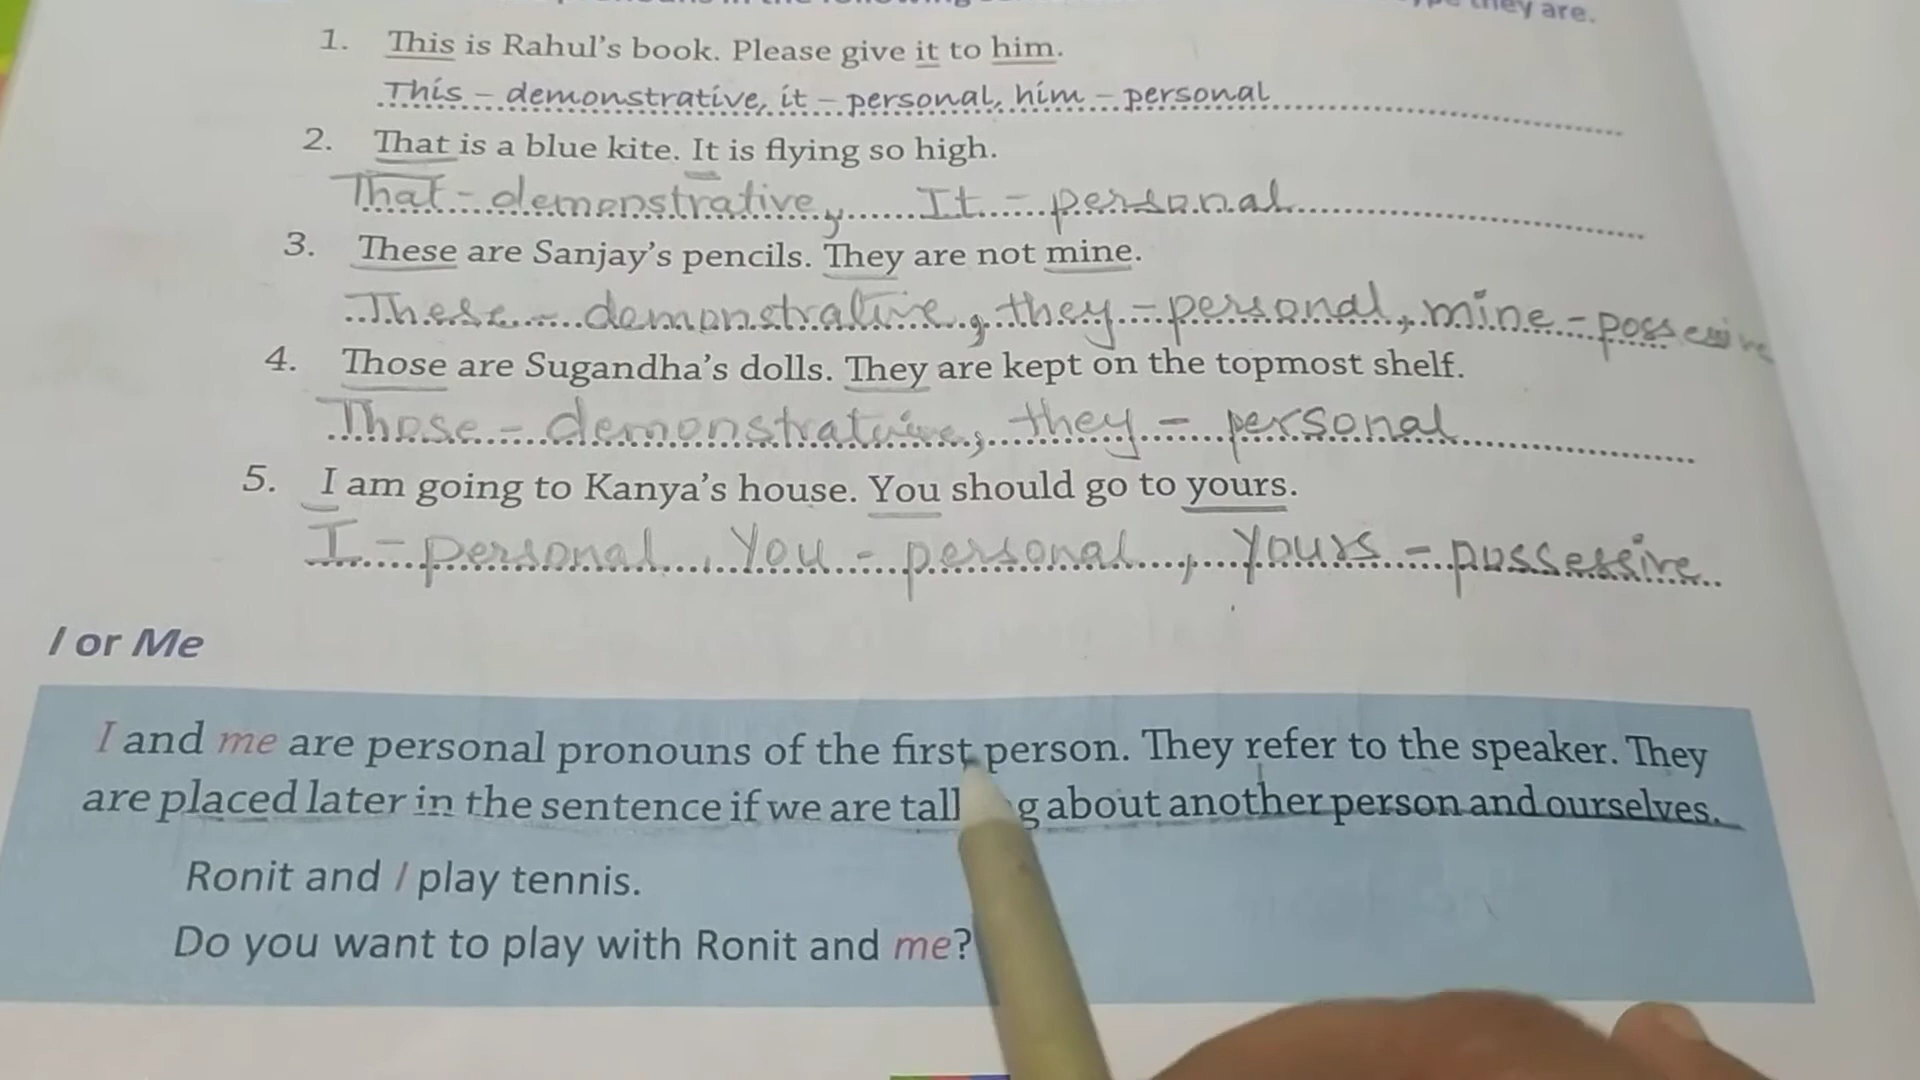 they are.
1. This is Rahul's book. Please give it to him.
This – demonstrative, it – personal, him – personal
2. That is a blue kite. It is flying so high.
That - demonstrative, It - personal
3. These are Sanjay's pencils. They are not mine.
These - demonstrative, they - personal, mine - possessive
4. Those are Sugandha's dolls. They are kept on the topmost shelf.
Those - demonstrative, they - personal
5. I am going to Kanya's house. You should go to yours.
I - personal, You - personal, Yours - possessive
I or Me
I and me are personal pronouns of the first person. They refer to the speaker. They
are placed later in the sentence if we are about another person and ourselves.
Ronit and I play tennis.
Do you want to play with Ronit and me?